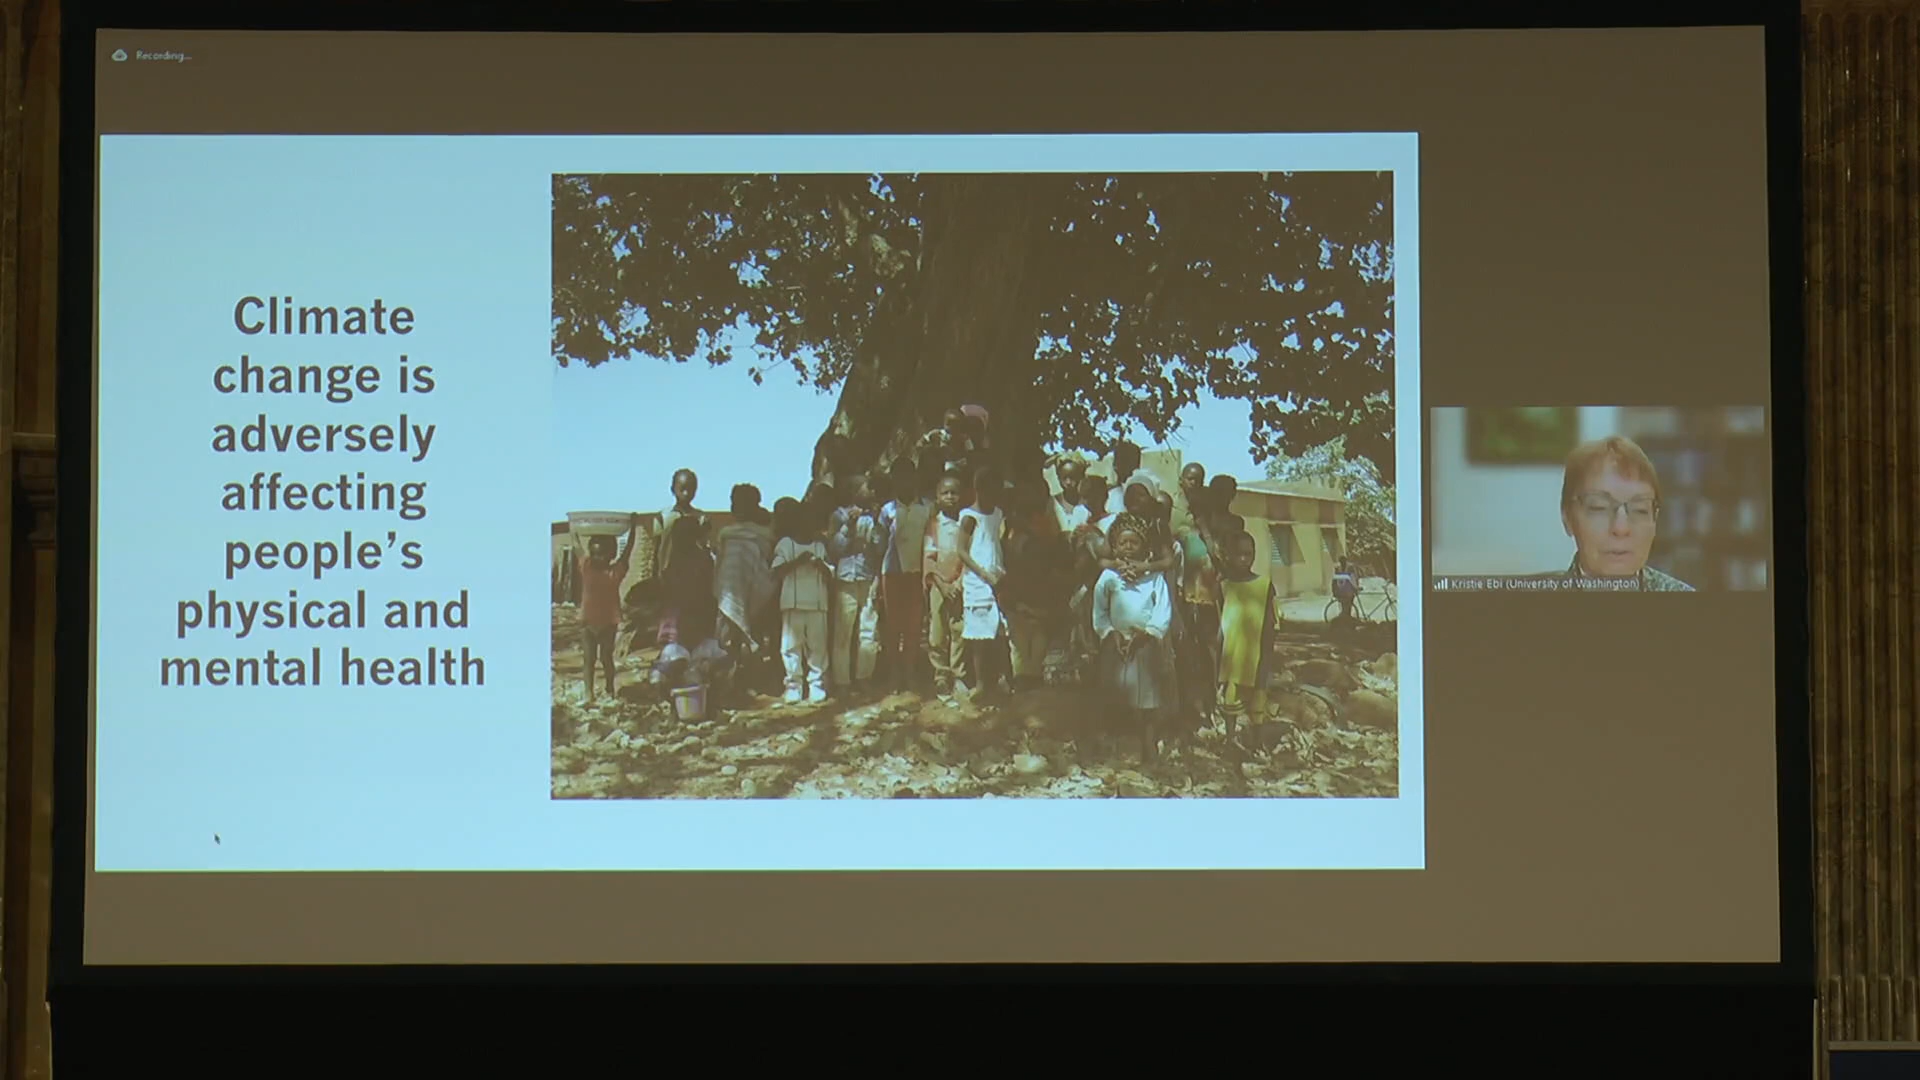 Recording...
Climate
change is
adversely
affecting
people's
physical and
mental health
Kristie Ebi (University of Washington)